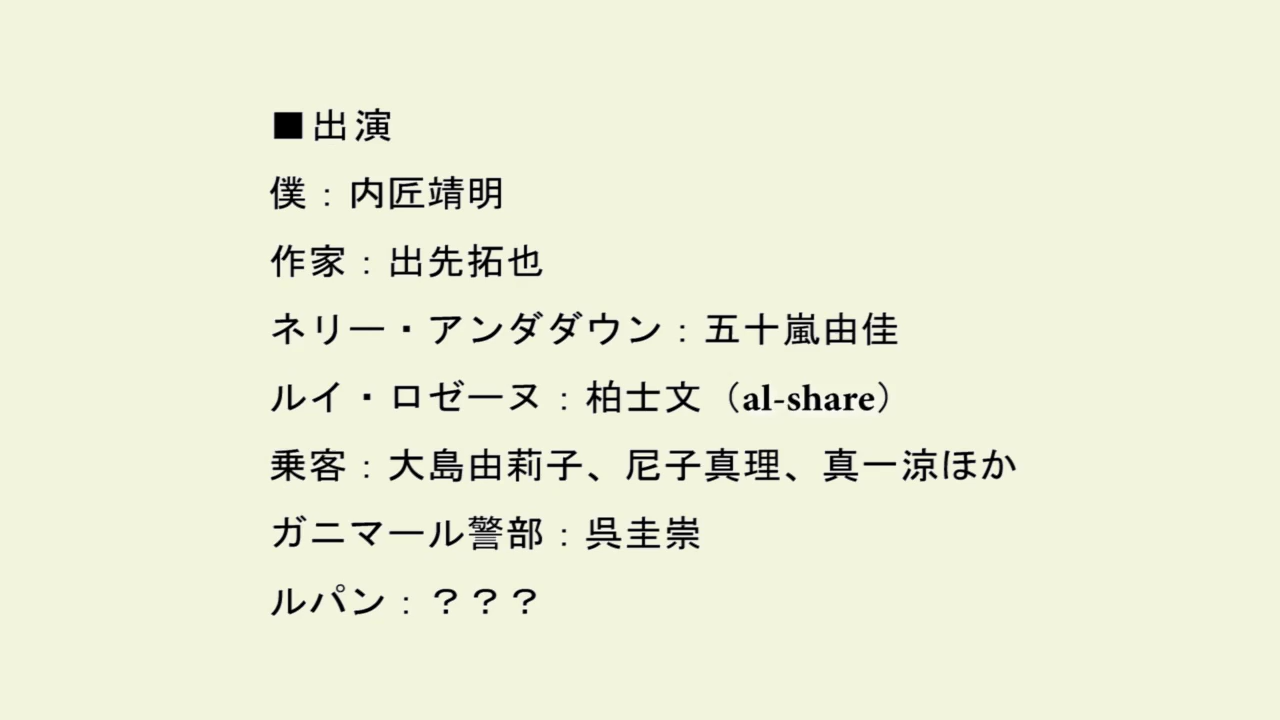 ■出演
僕：内匠靖明
作家：出先拓也
ネリー・アンダダウン：五十嵐由佳
ルイ・ロゼーヌ：柏士文（al-share）
乗客：大島由莉子、尼子真理、真一涼ほか
ガニマール警部：呉圭崇
ルパン：？？？